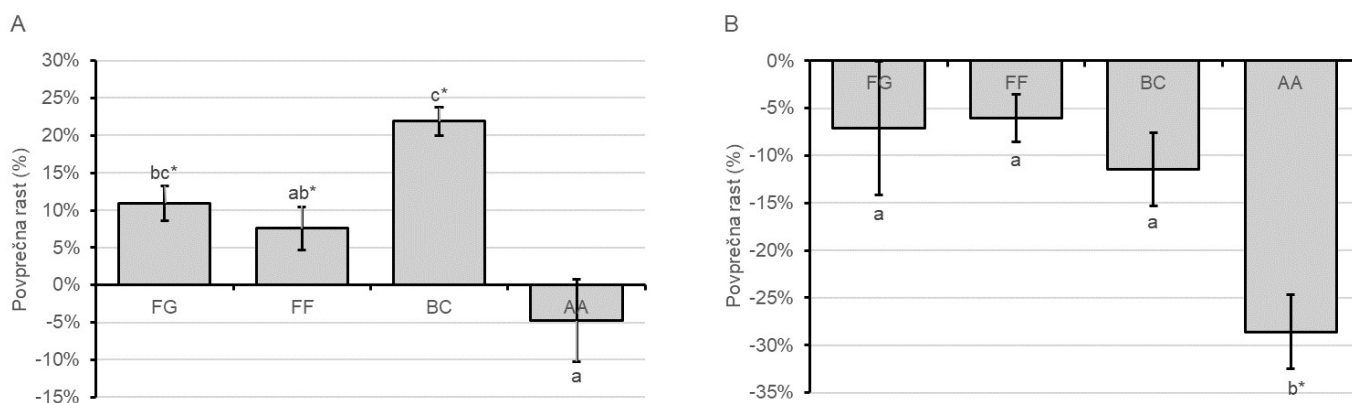 A
Povprečna rast (%)
30%
25%
20%
15%
10%
5%
0%
-5%
-10%
-15%
bc*
ab*
c*
a
FG
FF
BC
AA
B
Povprečna rast (%)
0%
-5%
-10%
-15%
-20%
-25%
-30%
-35%
FG
FF
BC
AA
a
a
a
b*